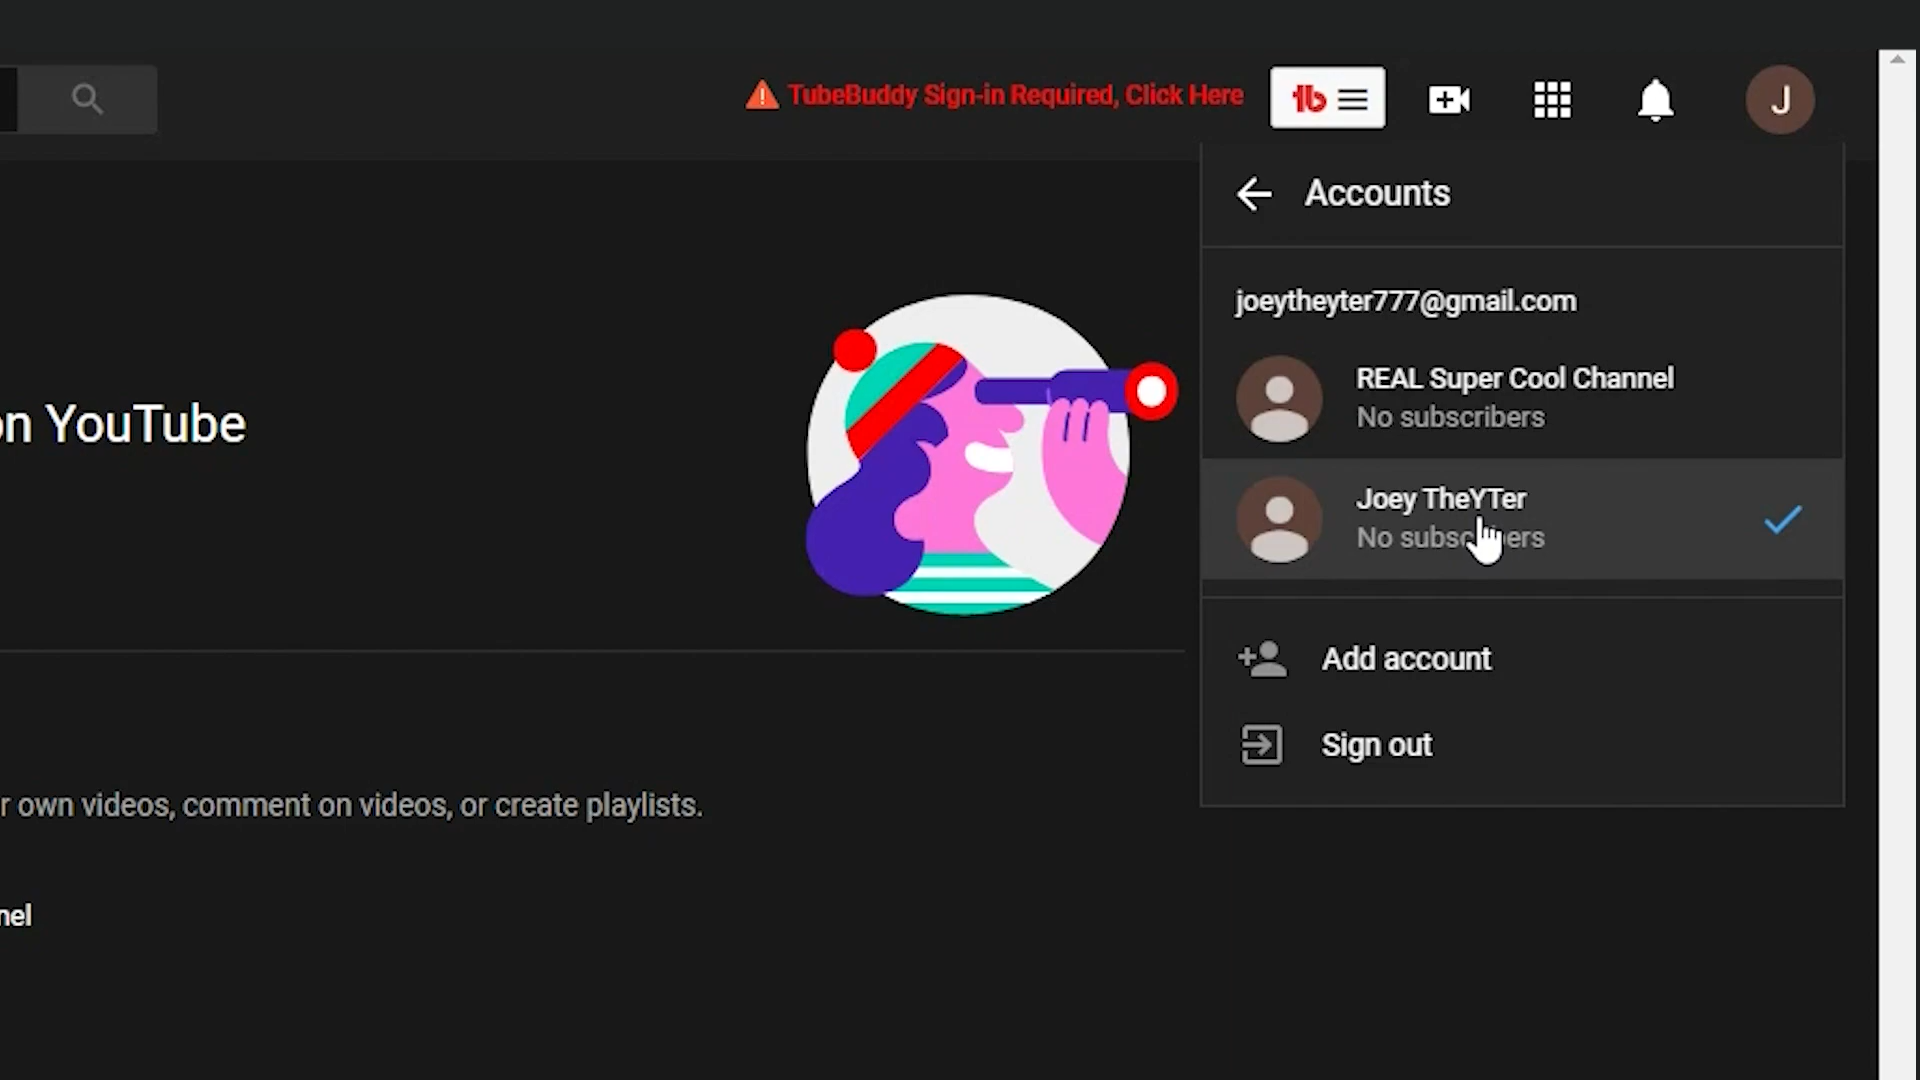 TubeBuddy Sign-in Required, Click Here
J
Accounts
joeytheyter777@gmail.com
REAL Super Cool Channel
No subscribers
Joey TheYTer
No subscribers
Add account
Sign out
on YouTube
r own videos, comment on videos, or create playlists.
nel